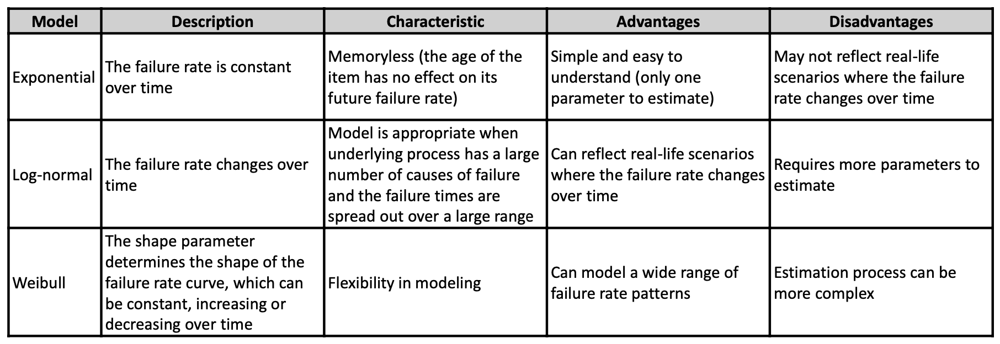 Model
Description
Characteristic
Advantages
Disadvantages
Exponential
The failure rate is constant
over time
Memoryless (the age of the
item has no effect on its
future failure rate)
Simple and easy to
understand (only one
parameter to estimate)
May not reflect real-life
scenarios where the failure
rate changes over time
Log-normal
The failure rate changes over
time
Model is appropriate when
underlying process has a large
number of causes of failure
and the failure times are
spread out over a large range
Can reflect real-life scenarios
where the failure rate changes
over time
Requires more parameters to
estimate
Weibull
The shape parameter
determines the shape of the
failure rate curve, which can
be constant, increasing or
decreasing over time
Flexibility in modeling
Can model a wide range of
failure rate patterns
Estimation process can be
more complex